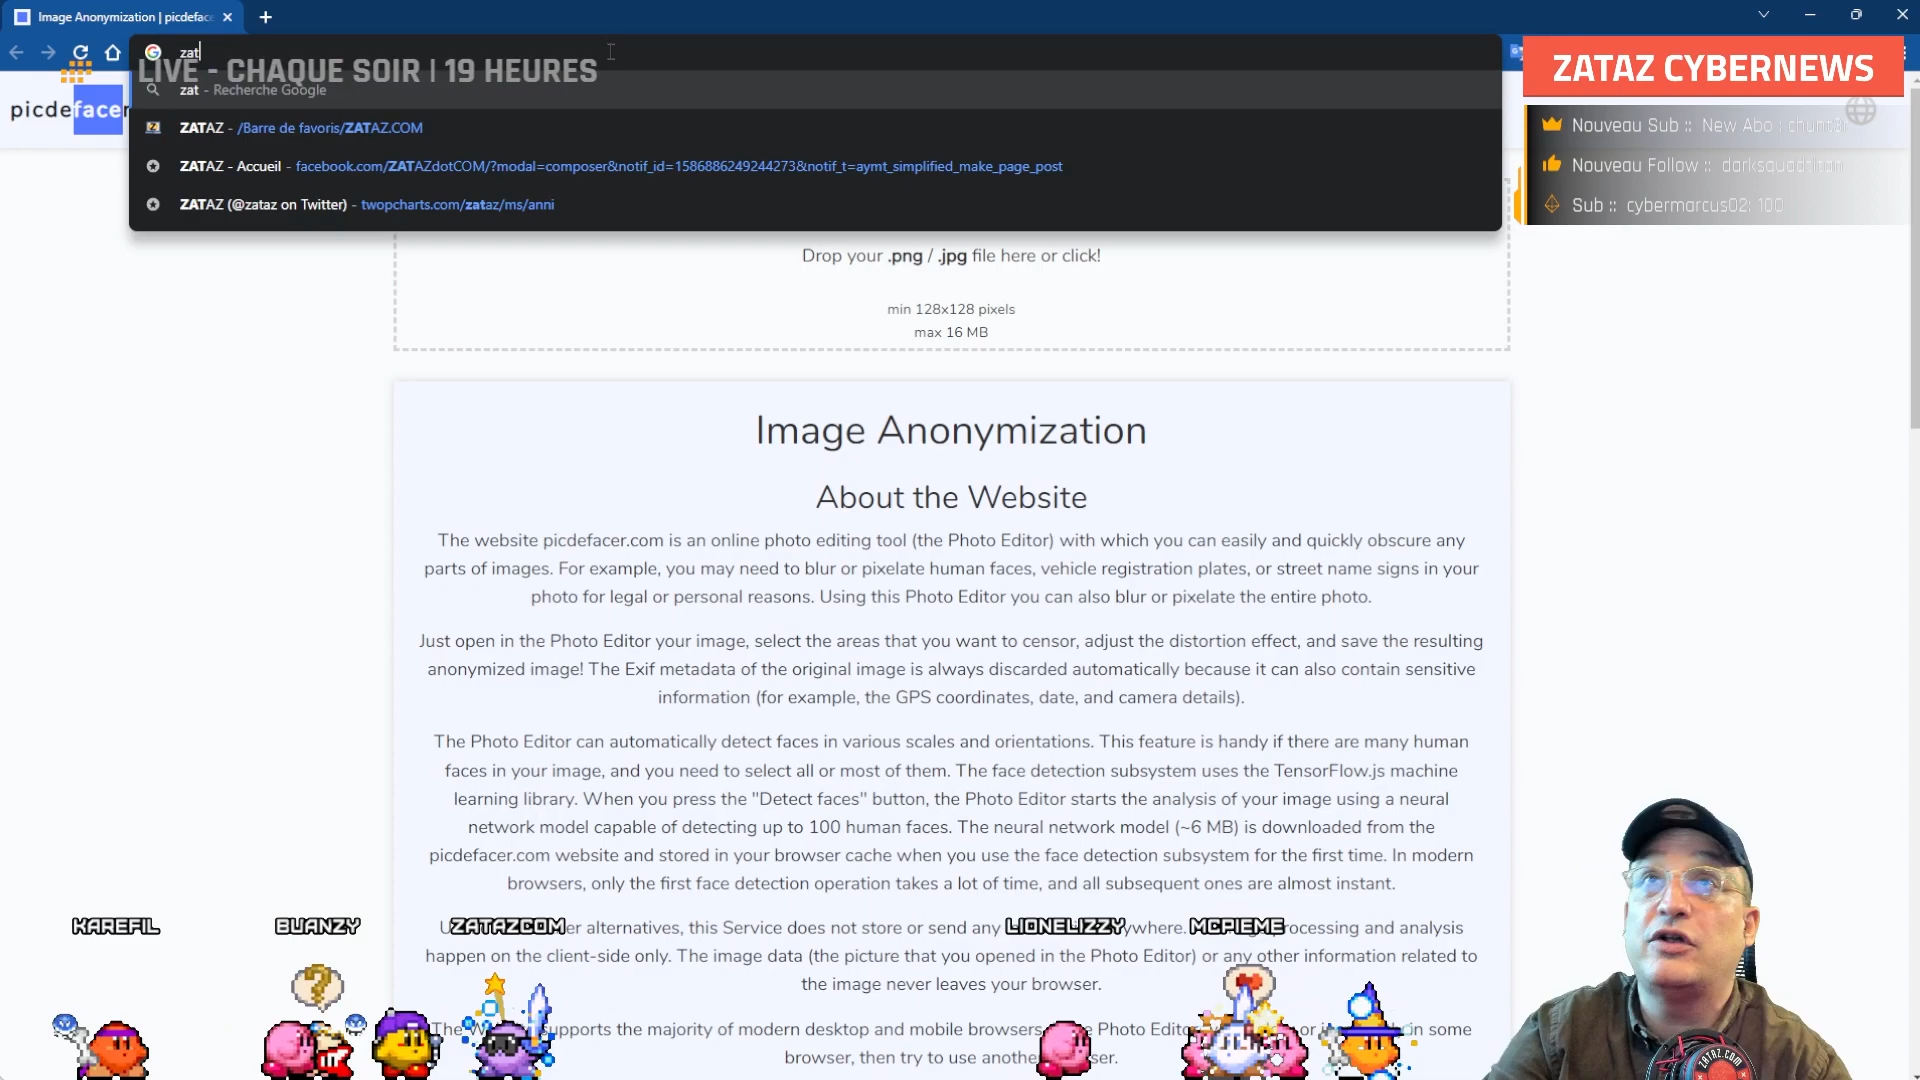 Image Anonymization | picdeface
zat
LIVE - CHAQUE SOIR | 19 HEURES
zat - Recherche Google
ZATAZ - /Barre de favoris/ZATAZ.COM
ZATAZ - Accueil - facebook.com/ZATAZdotCOM/?modal=composer&notif_id=1586886249244273&notif_t=aymt_simplified_make_page_post
ZATAZ (@zataz on Twitter) - twopcharts.com/zataz/ms/anni
picdefacer
ZATAZ CYBERNEWS
Nouveau Sub :: New Abo : chunt3r
Nouveau Follow :: darksquadtitan
Sub :: cybermarcus02: 100
Drop your .png / .jpg file here or click!
min 128x128 pixels
max 16 MB
Image Anonymization
About the Website
The website picdefacer.com is an online photo editing tool (the Photo Editor) with which you can easily and quickly obscure any
parts of images. For example, you may need to blur or pixelate human faces, vehicle registration plates, or street name signs in your
photo for legal or personal reasons. Using this Photo Editor you can also blur or pixelate the entire photo.
Just open in the Photo Editor your image, select the areas that you want to censor, adjust the distortion effect, and save the resulting
anonymized image! The Exif metadata of the original image is always discarded automatically because it can also contain sensitive
information (for example, the GPS coordinates, date, and camera details).
The Photo Editor can automatically detect faces in various scales and orientations. This feature is handy if there are many human
faces in your image, and you need to select all or most of them. The face detection subsystem uses the TensorFlow.js machine
learning library. When you press the "Detect faces" button, the Photo Editor starts the analysis of your image using a neural
network model capable of detecting up to 100 human faces. The neural network model (~6 MB) is downloaded from the
picdefacer.com website and stored in your browser cache when you use the face detection subsystem for the first time. In modern
browsers, only the first face detection operation takes a lot of time, and all subsequent ones are almost instant.
KAREFIL BUANZY ZATAZCOM LIONELIZZY MCPIEME
er alternatives, this Service does not store or send any ywhere. rocessing and analysis
happen on the client-side only. The image data (the picture that you opened in the Photo Editor) or any other information related to
the image never leaves your browser.
The supports the majority of modern desktop and mobile browsers Photo Edito or in some
browser, then try to use another ser.
ZATAZ.COM